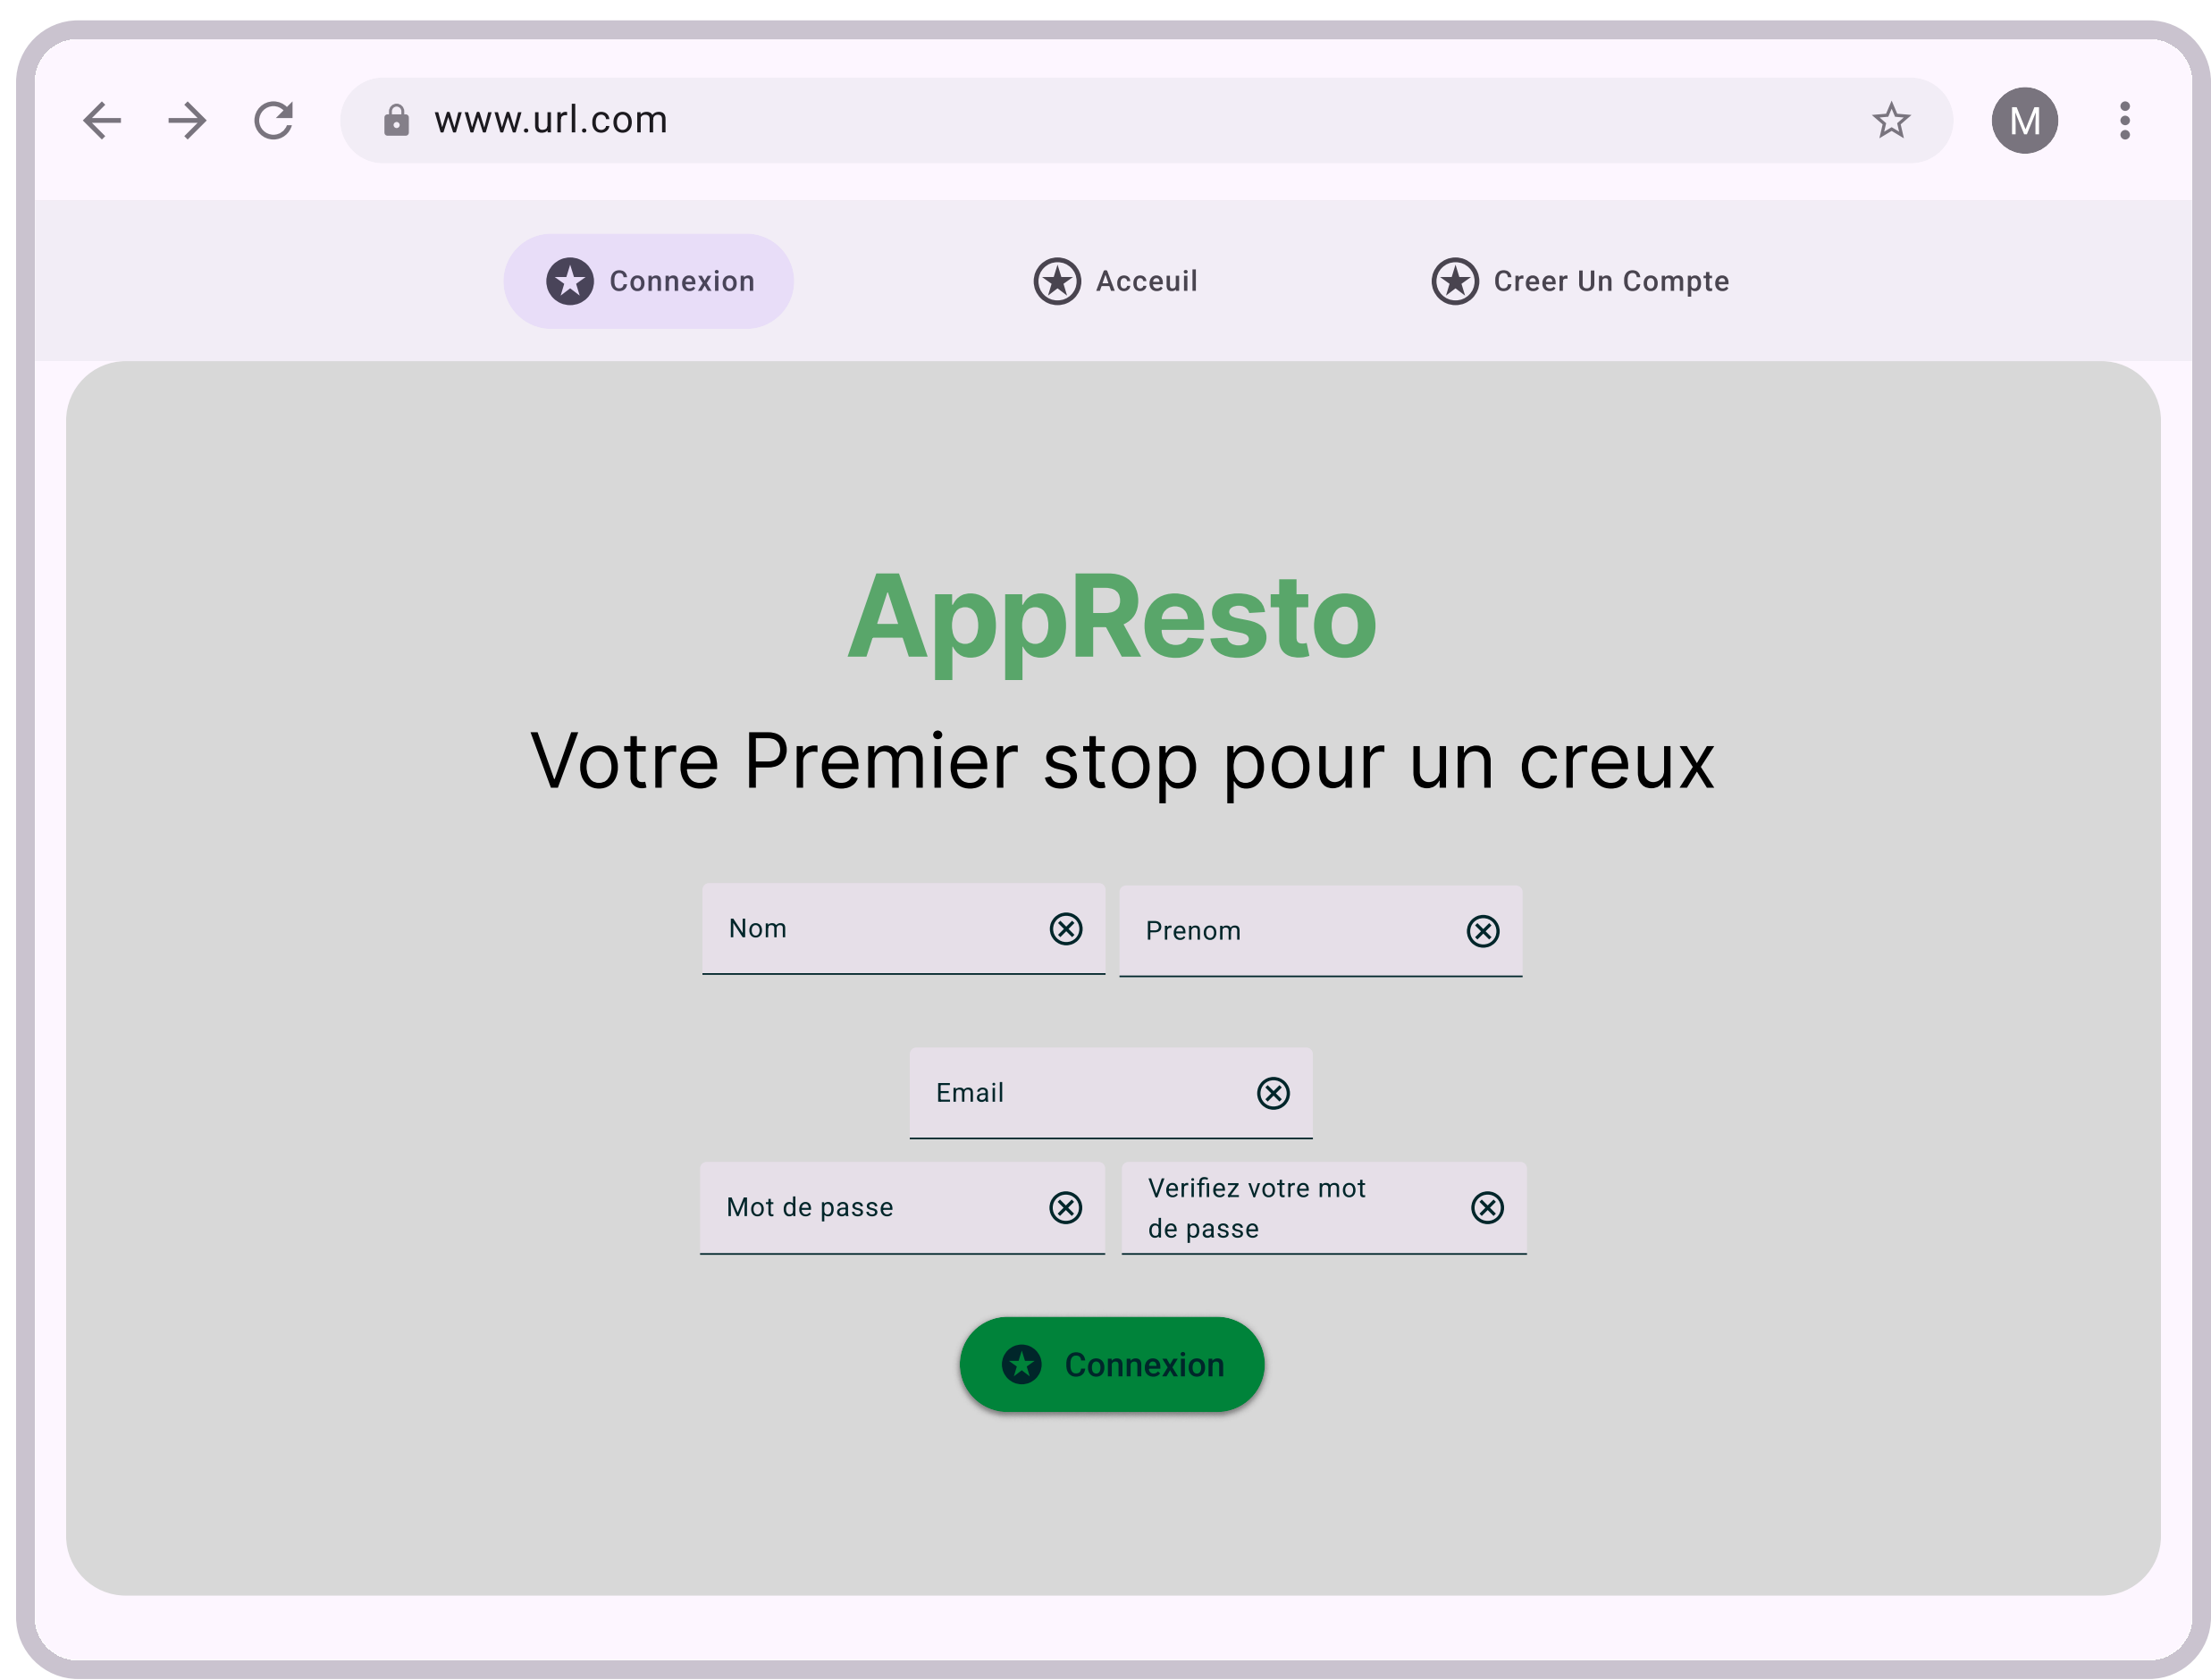 www.url.com
M
Connexion
Acceuil
Creer Un Compte
AppResto
Votre Premier stop pour un creux
Nom
Prenom
Email
Mot de passe
Verifiez votre mot
de passe
Connexion